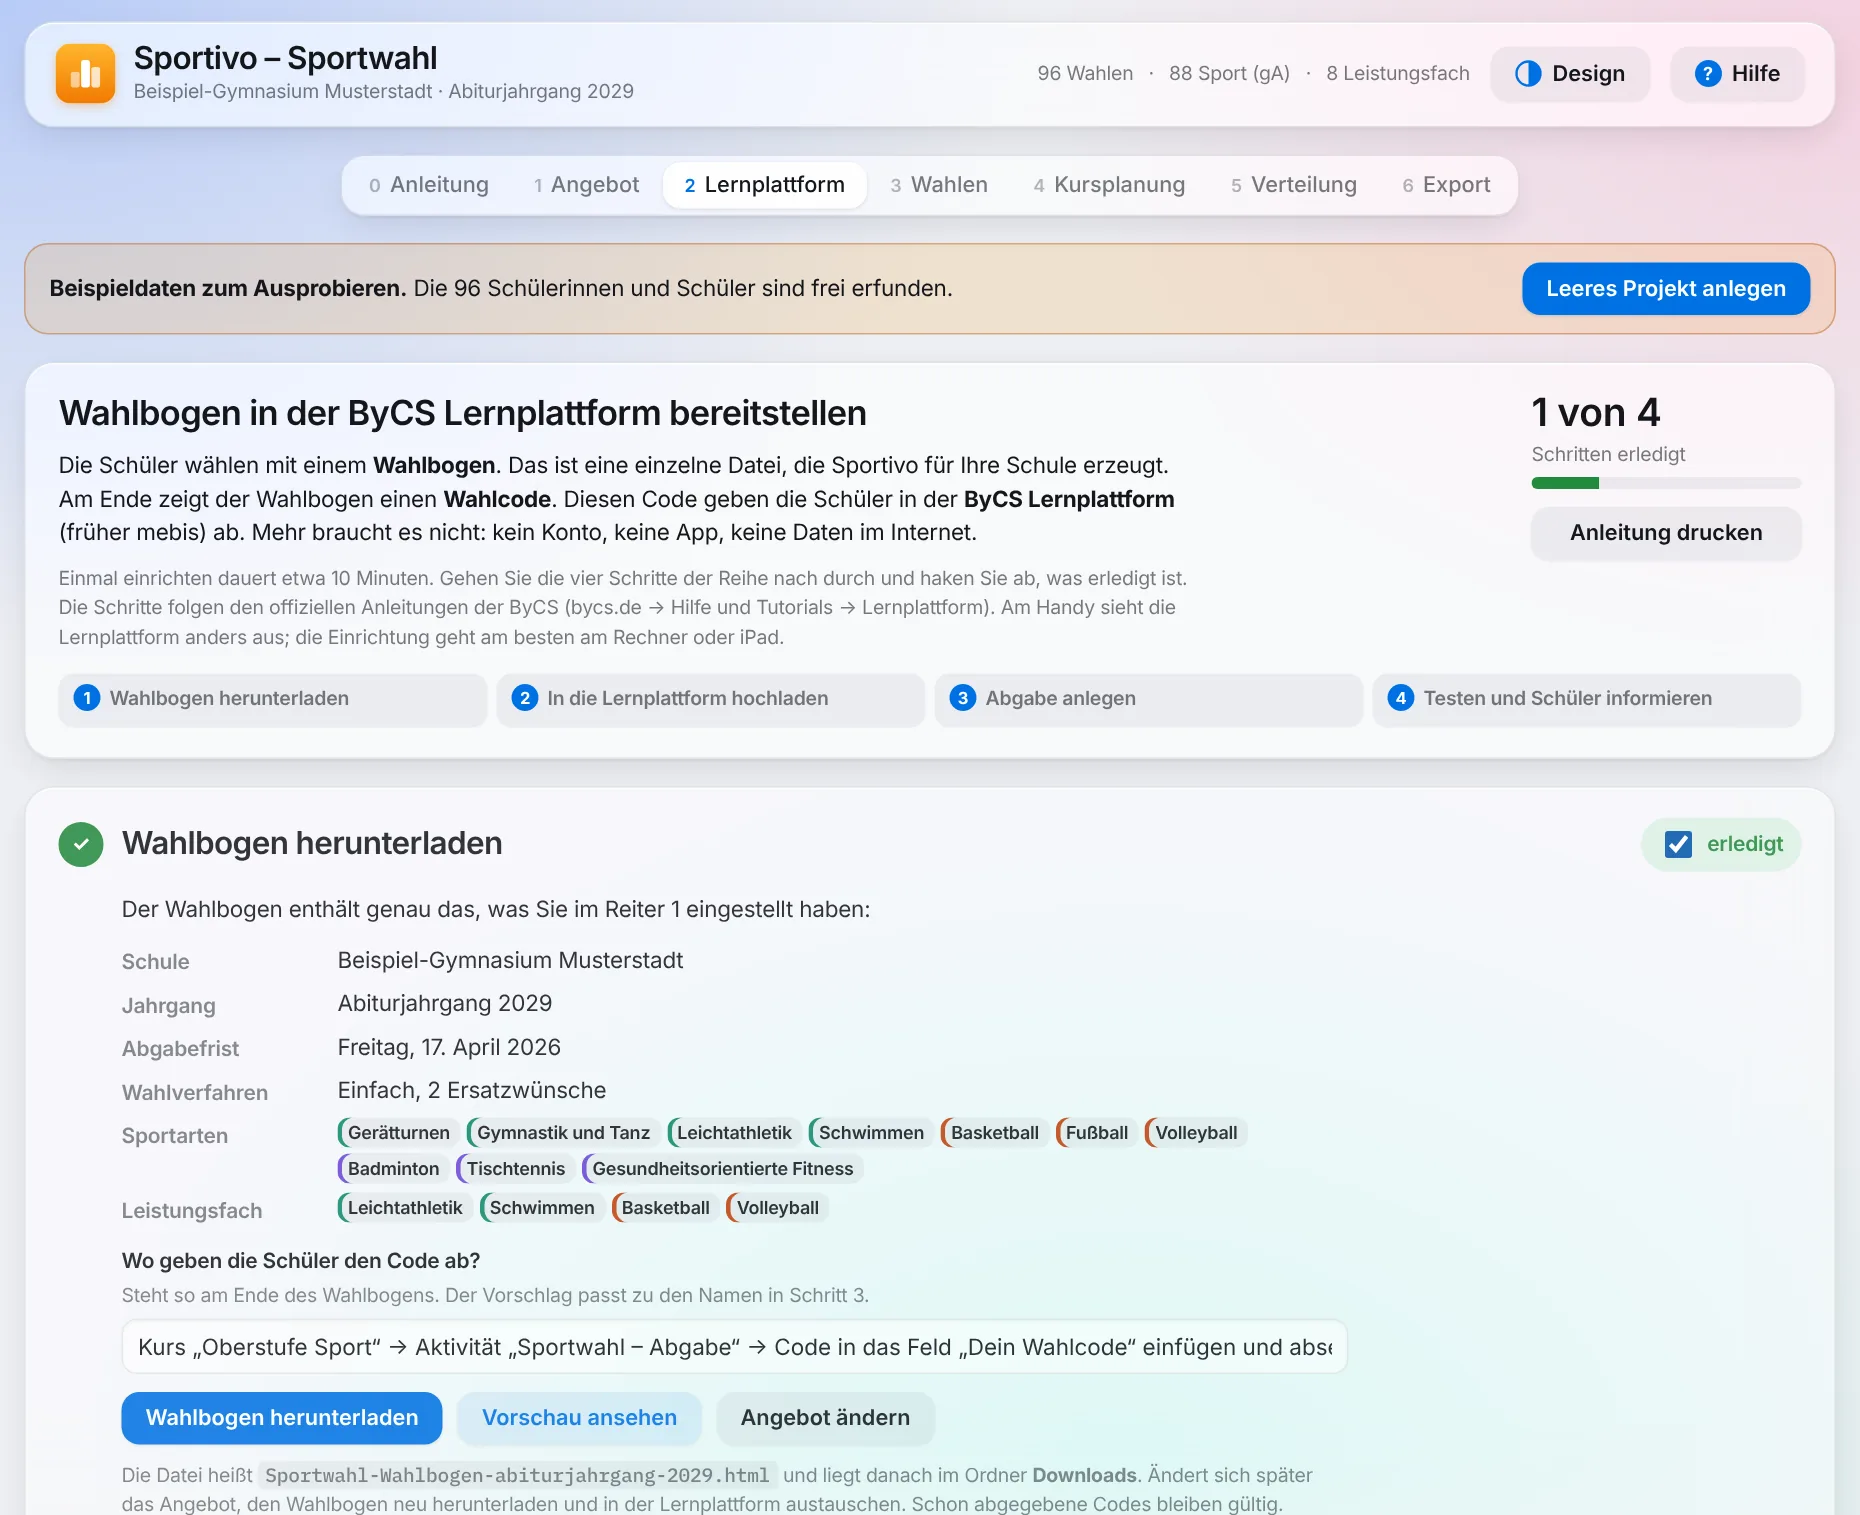 Sportivo – Sportwahl
Beispiel-Gymnasium Musterstadt · Abiturjahrgang 2029
96 Wahlen · 88 Sport (gA) · 8 Leistungsfach
Design
? Hilfe
0 Anleitung
1 Angebot
2 Lernplattform
3 Wahlen
4 Kursplanung
5 Verteilung
6 Export
Beispieldaten zum Ausprobieren. Die 96 Schülerinnen und Schüler sind frei erfunden.
Leeres Projekt anlegen
Wahlbogen in der ByCS Lernplattform bereitstellen
Die Schüler wählen mit einem Wahlbogen. Das ist eine einzelne Datei, die Sportivo für Ihre Schule erzeugt.
Am Ende zeigt der Wahlbogen einen Wahlcode. Diesen Code geben die Schüler in der ByCS Lernplattform
(früher mebis) ab. Mehr braucht es nicht: kein Konto, keine App, keine Daten im Internet.
Einmal einrichten dauert etwa 10 Minuten. Gehen Sie die vier Schritte der Reihe nach durch und haken Sie ab, was erledigt ist.
Die Schritte folgen den offiziellen Anleitungen der ByCS (bycs.de → Hilfe und Tutorials → Lernplattform). Am Handy sieht die
Lernplattform anders aus; die Einrichtung geht am besten am Rechner oder iPad.
1 von 4
Schritten erledigt
Anleitung drucken
1 Wahlbogen herunterladen
2 In die Lernplattform hochladen
3 Abgabe anlegen
4 Testen und Schüler informieren
Wahlbogen herunterladen
erledigt
Der Wahlbogen enthält genau das, was Sie im Reiter 1 eingestellt haben:
Schule Beispiel-Gymnasium Musterstadt
Jahrgang Abiturjahrgang 2029
Abgabefrist Freitag, 17. April 2026
Wahlverfahren Einfach, 2 Ersatzwünsche
Sportarten Gerätturnen Gymnastik und Tanz Leichtathletik Schwimmen Basketball Fußball Volleyball
Badminton Tischtennis Gesundheitsorientierte Fitness
Leistungsfach Leichtathletik Schwimmen Basketball Volleyball
Wo geben die Schüler den Code ab?
Steht so am Ende des Wahlbogens. Der Vorschlag passt zu den Namen in Schritt 3.
Kurs „Oberstufe Sport“ → Aktivität „Sportwahl – Abgabe“ → Code in das Feld „Dein Wahlcode“ einfügen und abse
Wahlbogen herunterladen
Vorschau ansehen
Angebot ändern
Die Datei heißt Sportwahl-Wahlbogen-abiturjahrgang-2029.html und liegt danach im Ordner Downloads. Ändert sich später
das Angebot, den Wahlbogen neu herunterladen und in der Lernplattform austauschen. Schon abgegebene Codes bleiben gültig.